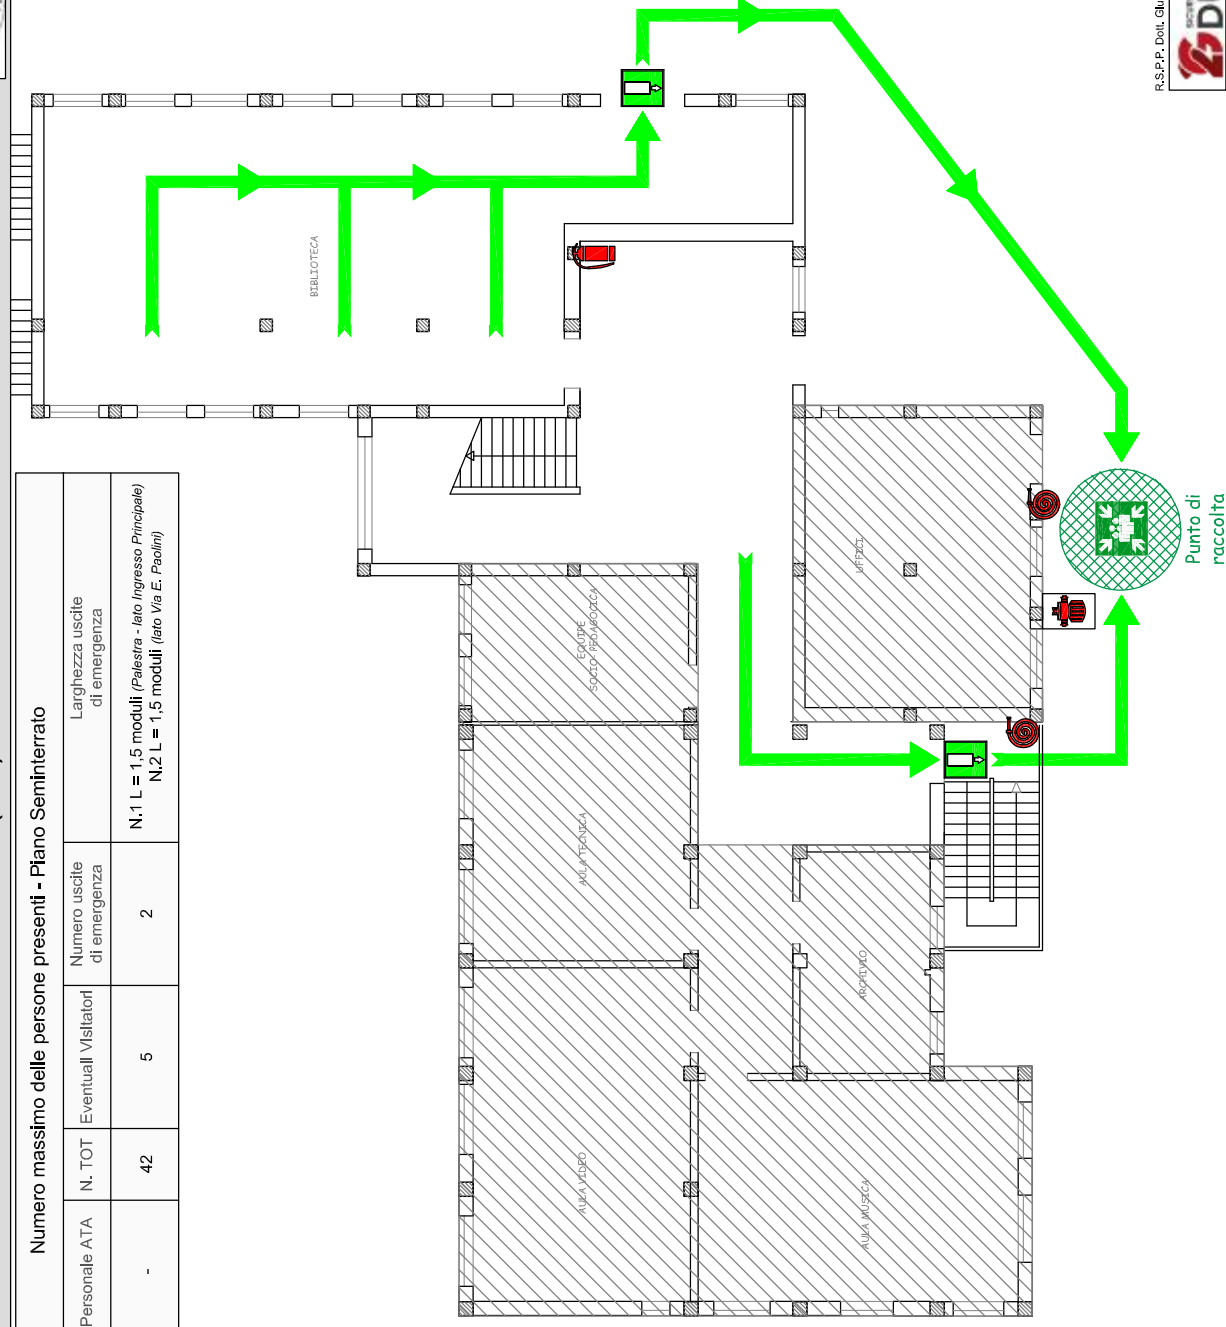 Numero massimo delle persone presenti - Piano Seminterrato
Personale ATA
N. TOT
Eventuali Visitatori
Numero uscite
di emergenza
Larghezza uscite
di emergenza
-
42
5
2
N.1 L = 1,5 moduli (Palestra - lato Ingresso Principale)
N.2 L = 1,5 moduli (lato Via E. Paolini)
BIBLIOTECA
UFFICI
EQUIPE
SOCIO-PEDAGOGICA
AULA TECNICA
ARCHIVIO
AULA VIDEO
AULA MUSICA
Punto di
raccolta
R.S.P.P. Dott. Giu